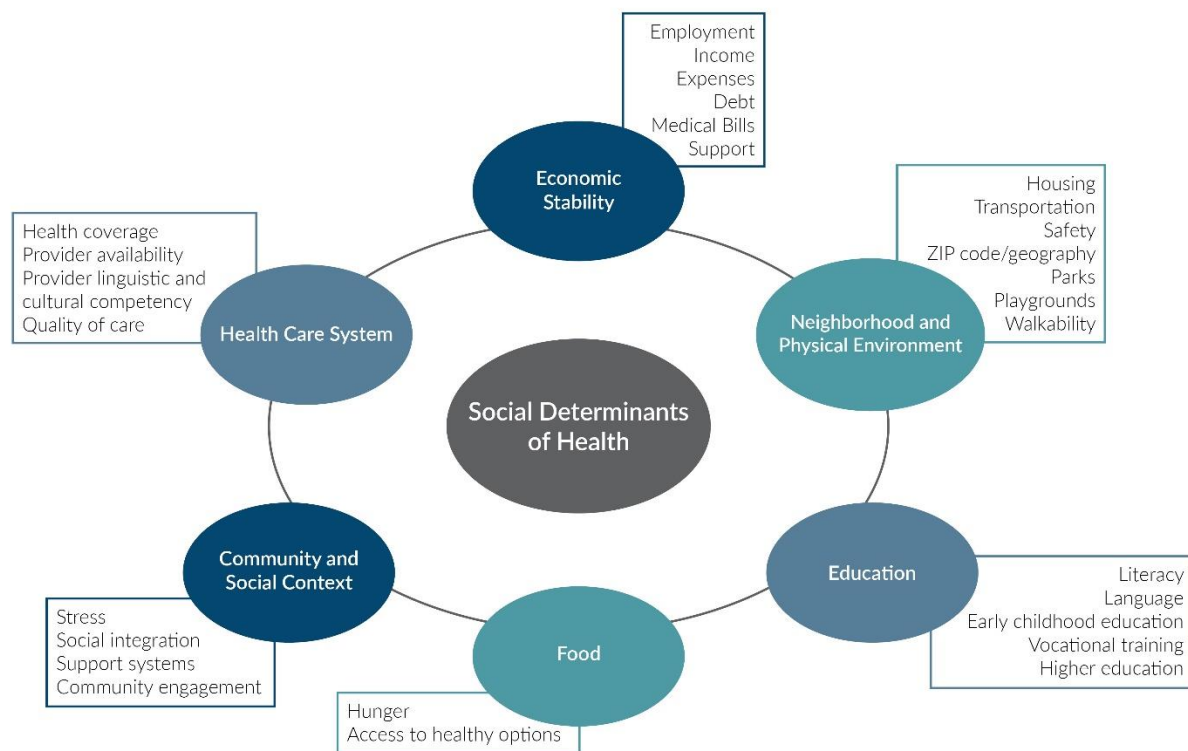 Employment
Income
Expenses
Debt
Medical Bills
Support
Economic
Stability
Housing
Transportation
Safety
ZIP code/geography
Parks
Playgrounds
Walkability
Neighborhood and
Physical Environment
Health coverage
Provider availability
Provider linguistic and
cultural competency
Quality of care
Health Care System
Social Determinants
of Health
Community and
Social Context
Stress
Social integration
Support systems
Community engagement
Education
Literacy
Language
Early childhood education
Vocational training
Higher education
Food
Hunger
Access to healthy options